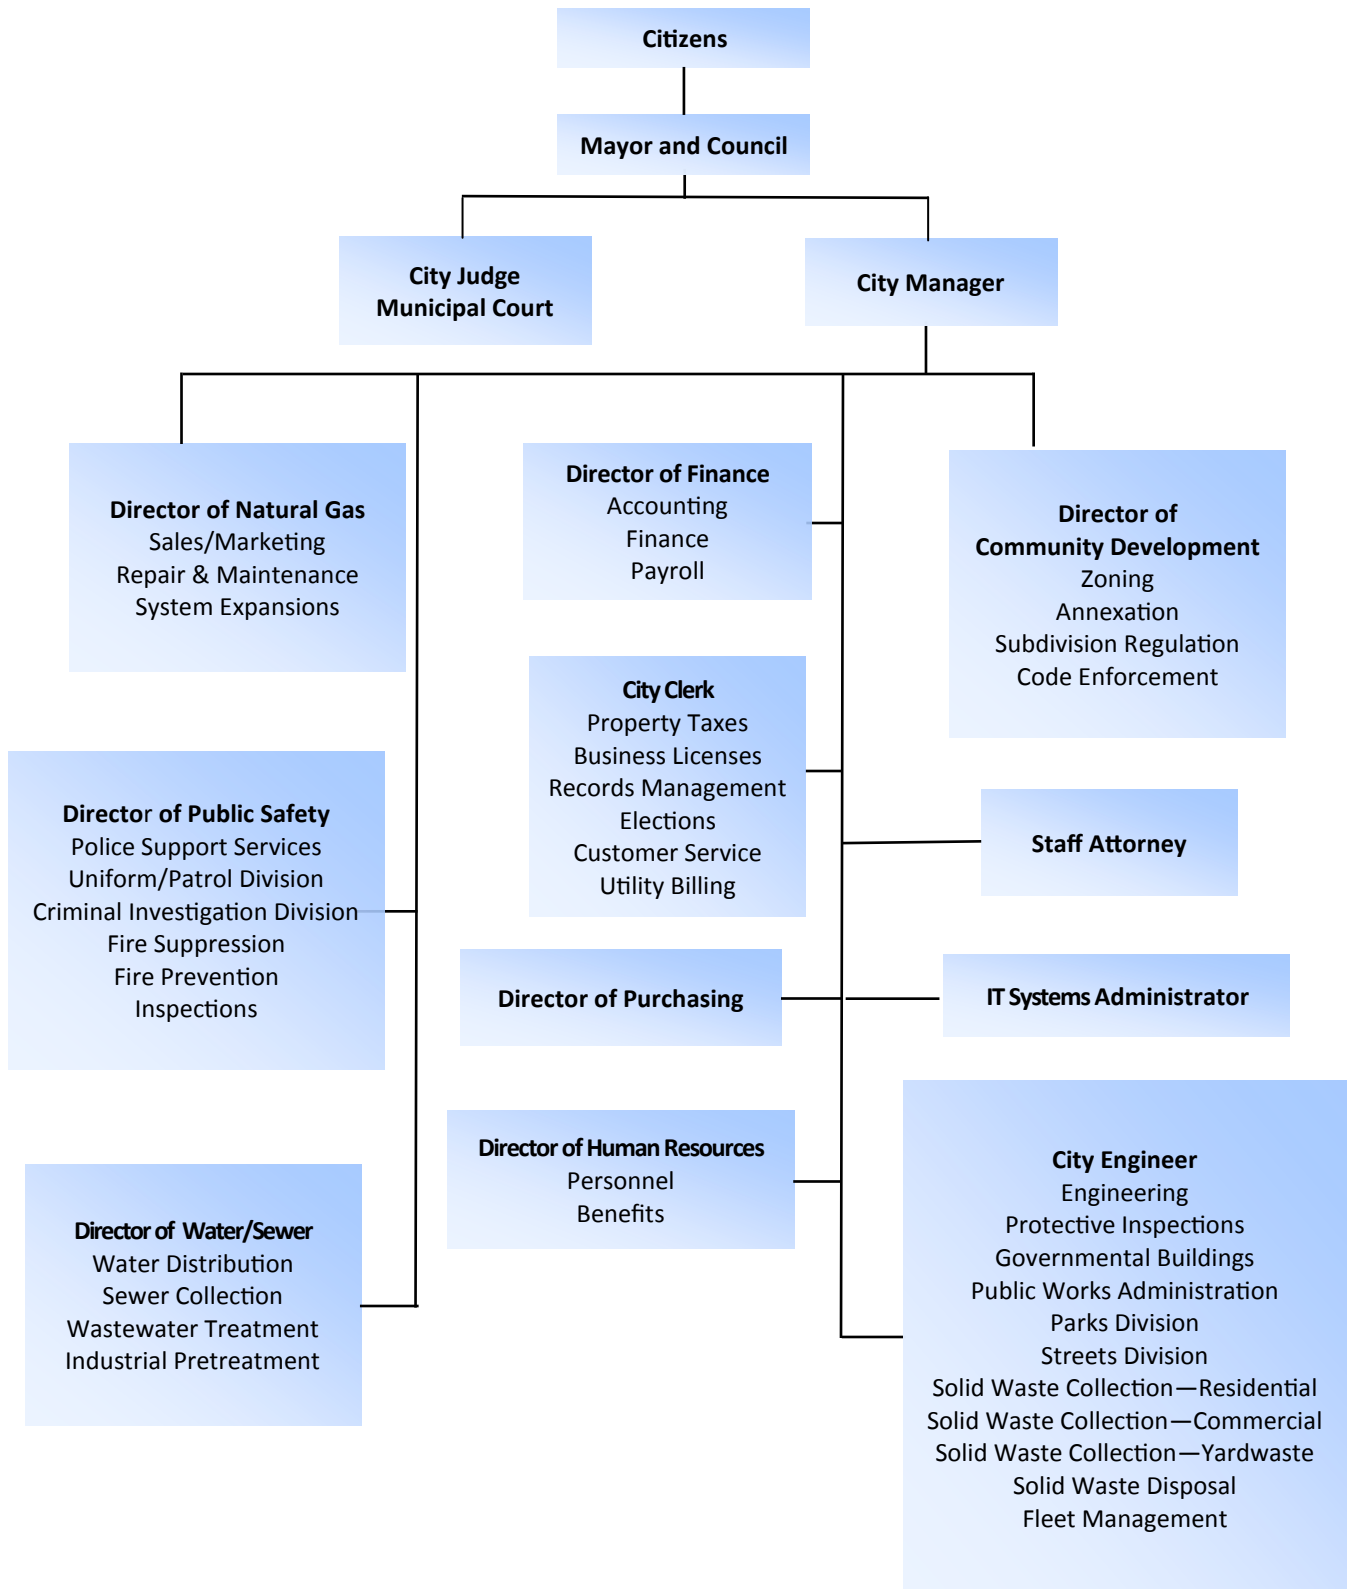 Citizens
Mayor and Council
City Judge
Municipal Court
City Manager
Director of Natural Gas
Sales/Marketing
Repair & Maintenance
System Expansions
Director of Finance
Accounting
Finance
Payroll
Director of
Community Development
Zoning
Annexation
Subdivision Regulation
Code Enforcement
City Clerk
Property Taxes
Business Licenses
Records Management
Elections
Customer Service
Utility Billing
Director of Public Safety
Police Support Services
Uniform/Patrol Division
Criminal Investigation Division
Fire Suppression
Fire Prevention
Inspections
Staff Attorney
Director of Purchasing
IT Systems Administrator
Director of Human Resources
Personnel
Benefits
Director of Water/Sewer
Water Distribution
Sewer Collection
Wastewater Treatment
Industrial Pretreatment
City Engineer
Engineering
Protective Inspections
Governmental Buildings
Public Works Administration
Parks Division
Streets Division
Solid Waste Collection—Residential
Solid Waste Collection—Commercial
Solid Waste Collection—Yardwaste
Solid Waste Disposal
Fleet Management